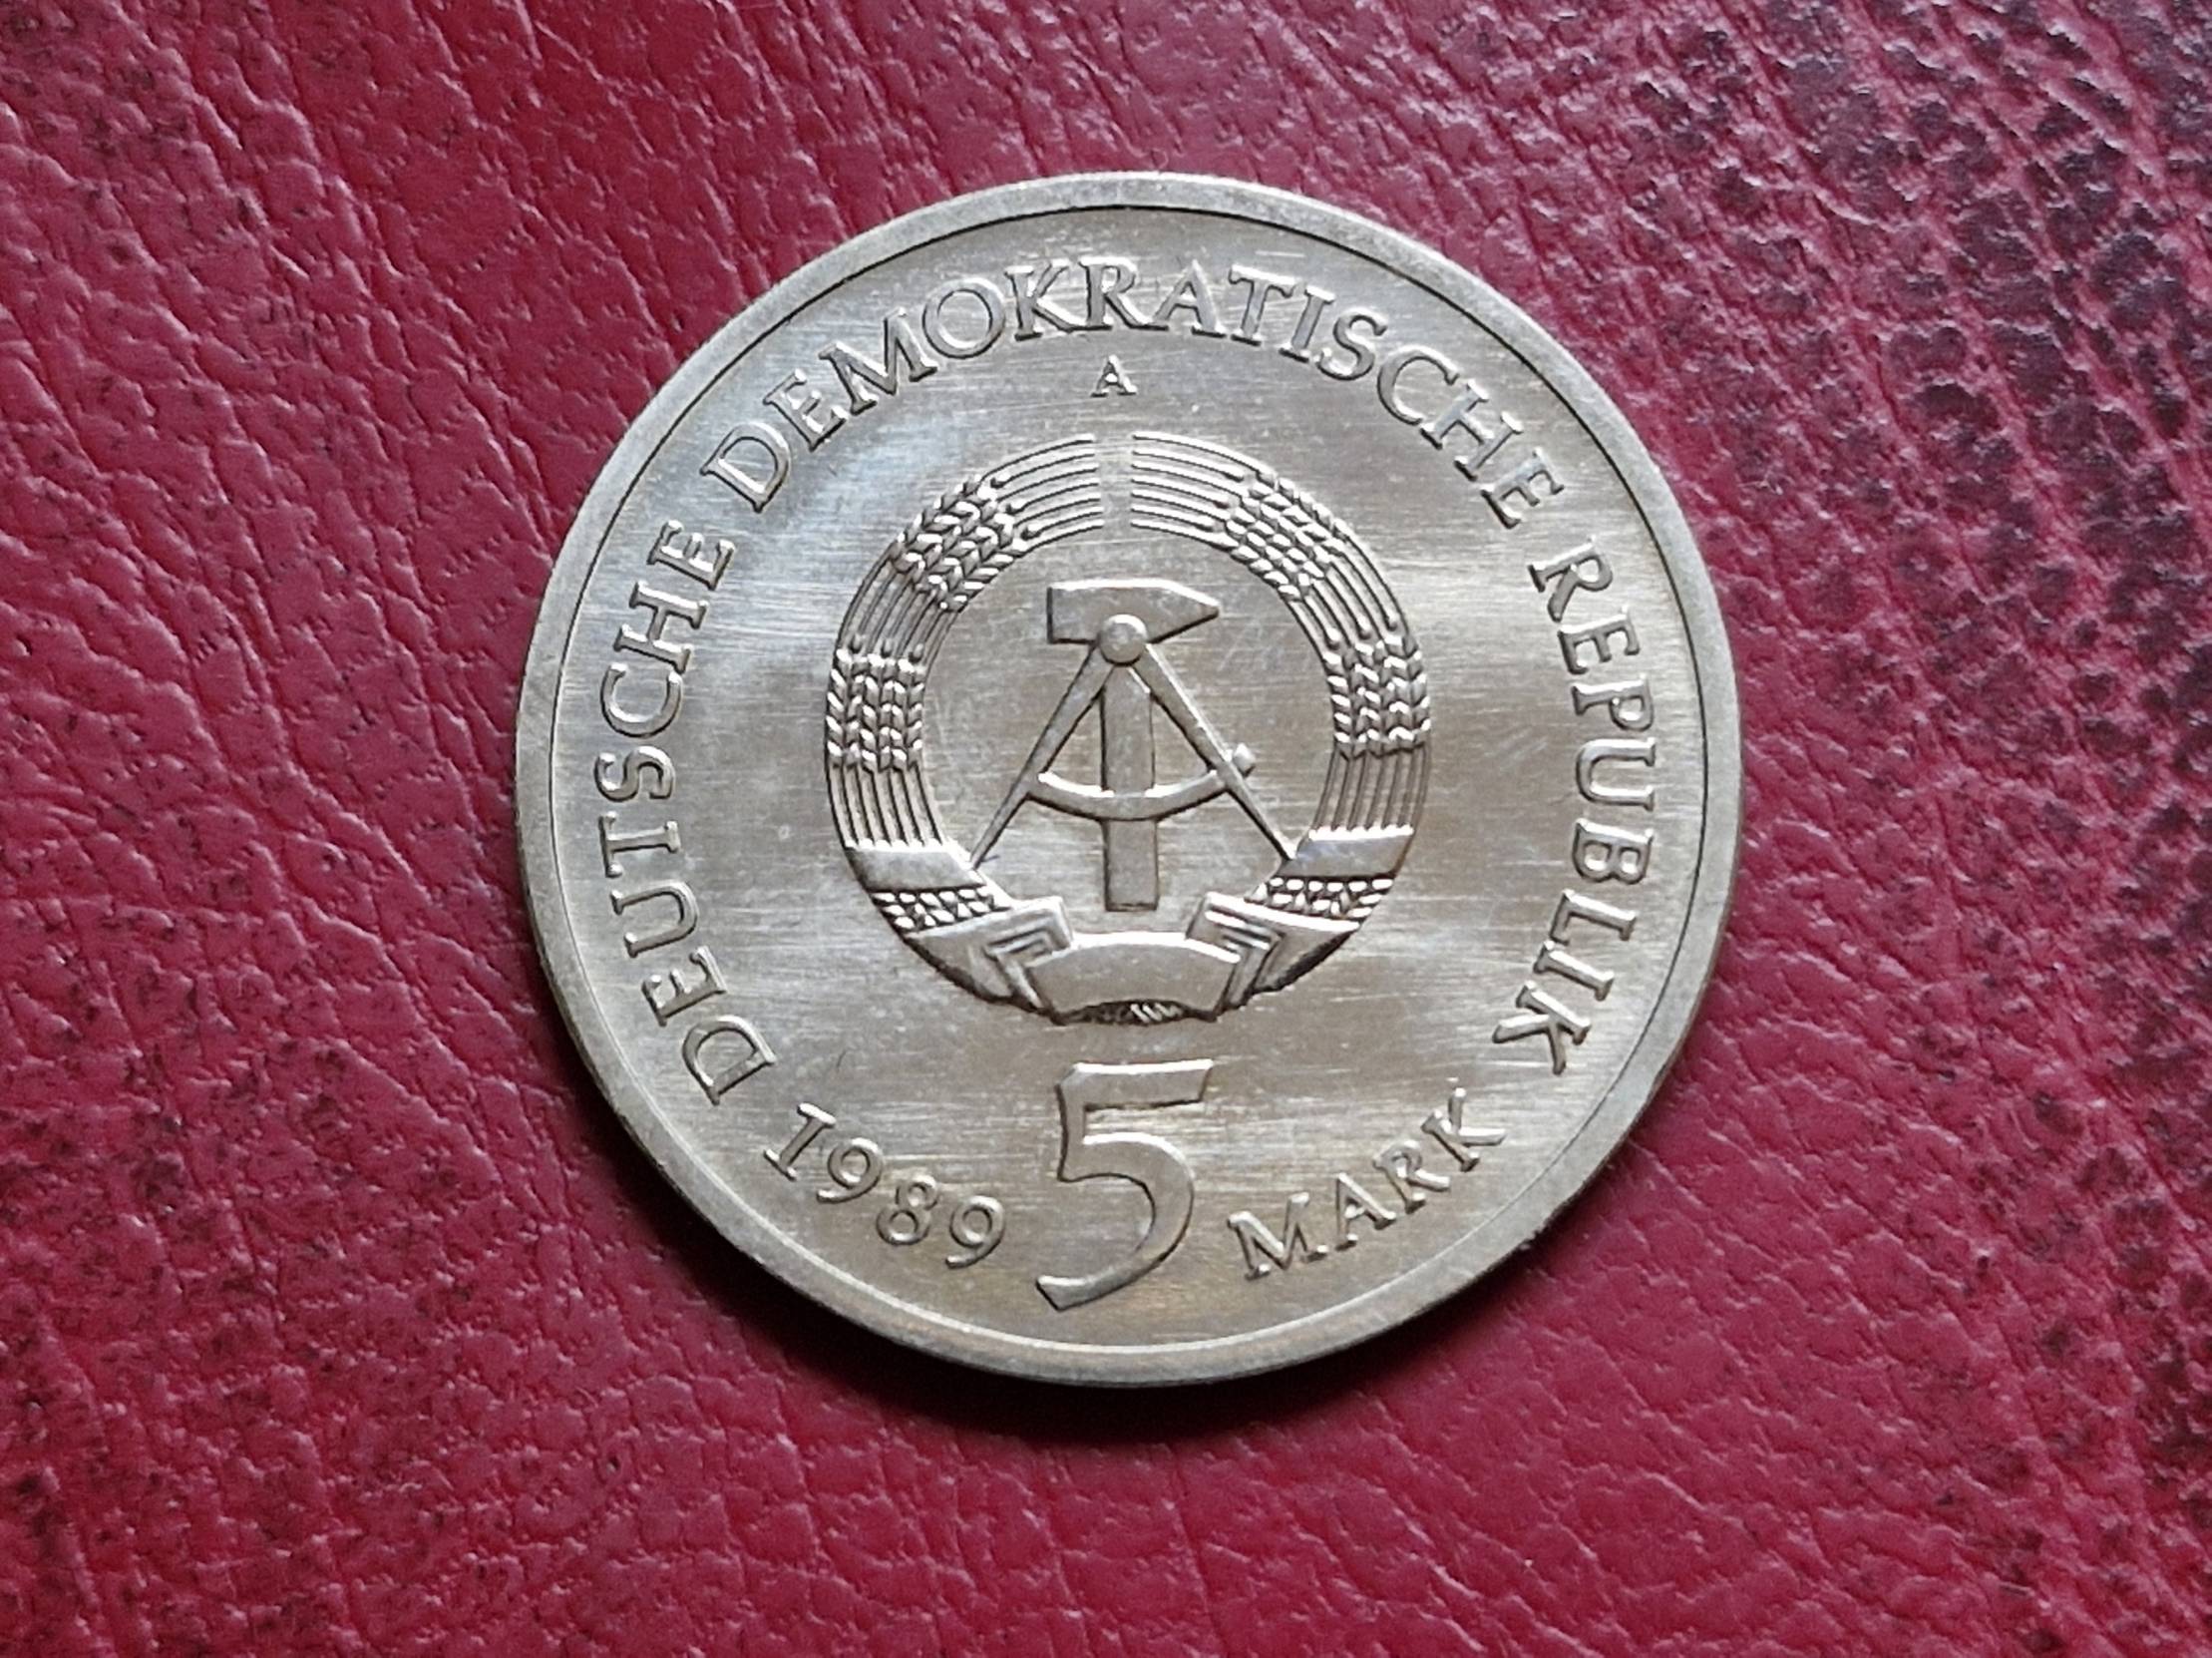 DEUTSCHE DEMOKRATISCHE REPUBLIK
A
1989 5 MARK